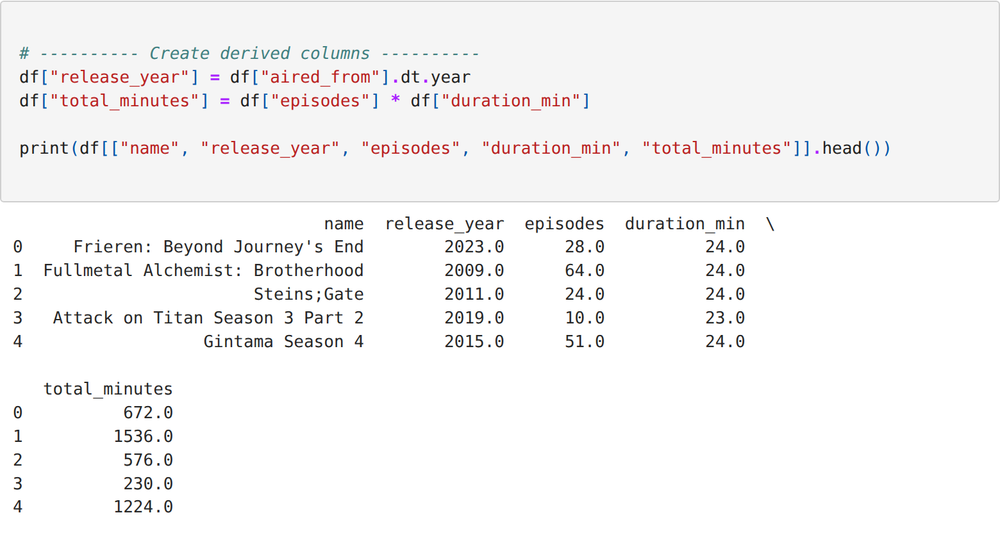 # ---------- Create derived columns ----------
df["release_year"] = df["aired_from"].dt.year
df["total_minutes"] = df["episodes"] * df["duration_min"]
print(df[["name", "release_year", "episodes", "duration_min", "total_minutes"]].head())
name  release_year  episodes  duration_min  \
0     Frieren: Beyond Journey's End        2023.0      28.0          24.0
1  Fullmetal Alchemist: Brotherhood        2009.0      64.0          24.0
2                       Steins;Gate        2011.0      24.0          24.0
3   Attack on Titan Season 3 Part 2        2019.0      10.0          23.0
4                  Gintama Season 4        2015.0      51.0          24.0
total_minutes
0          672.0
1         1536.0
2          576.0
3          230.0
4         1224.0